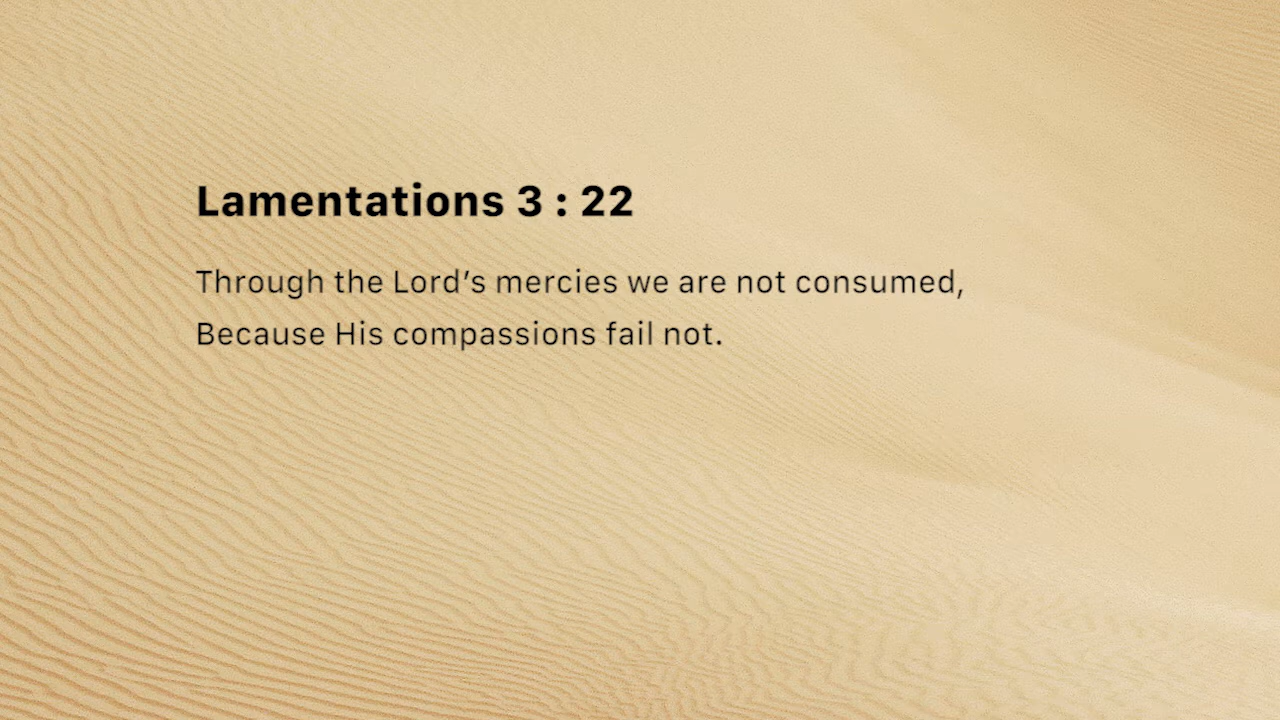 Lamentations 3 : 22
Through the Lord’s mercies we are not consumed,
Because His compassions fail not.